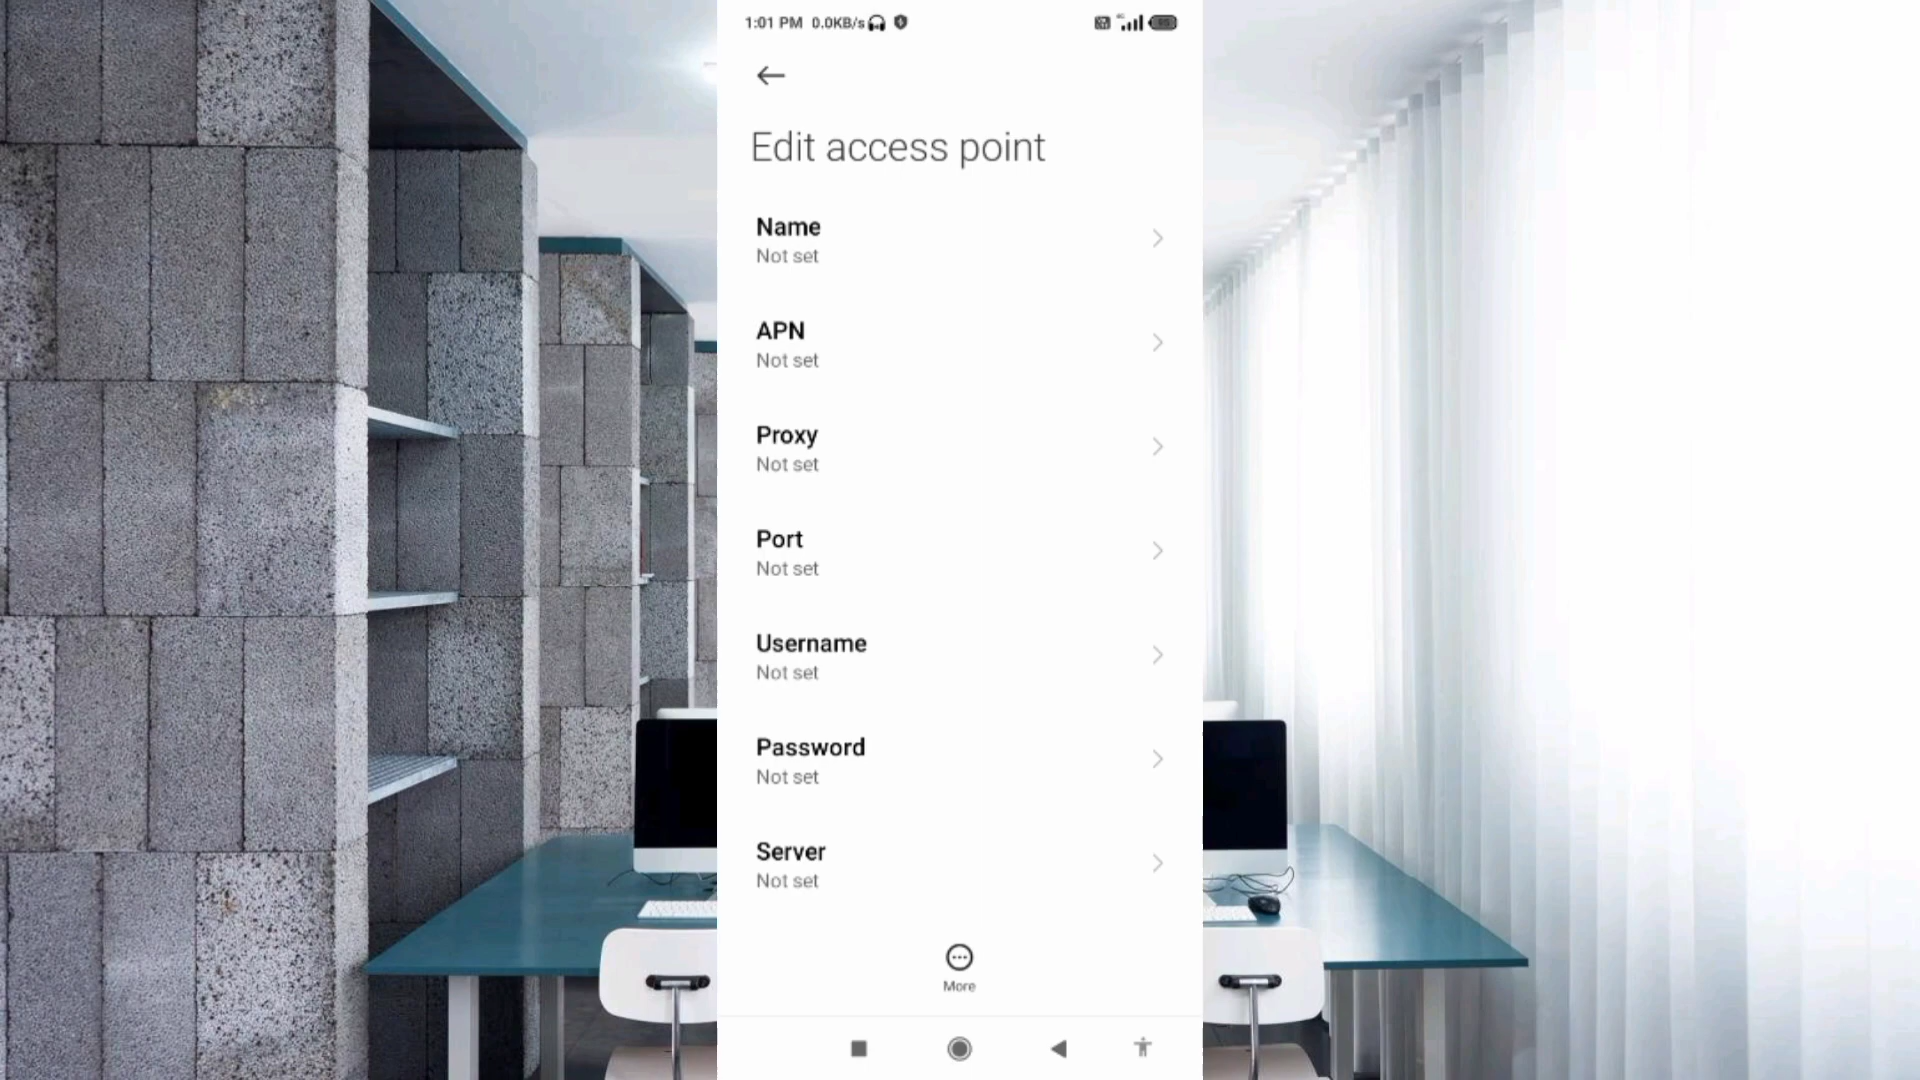 1:01 PM 0.0KB/s
Edit access point
Name
Not set
APN
Not set
Proxy
Not set
Port
Not set
Username
Not set
Password
Not set
Server
Not set
More